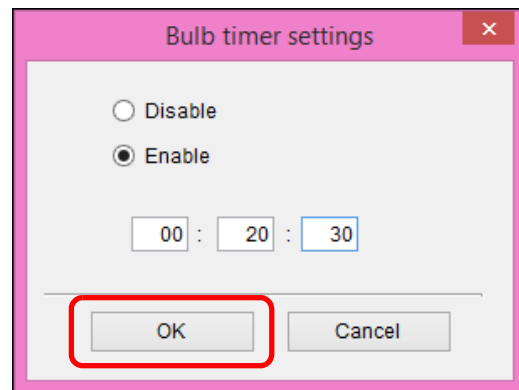 Bulb timer settings
Disable
Enable
00 : 20 : 30
OK Cancel